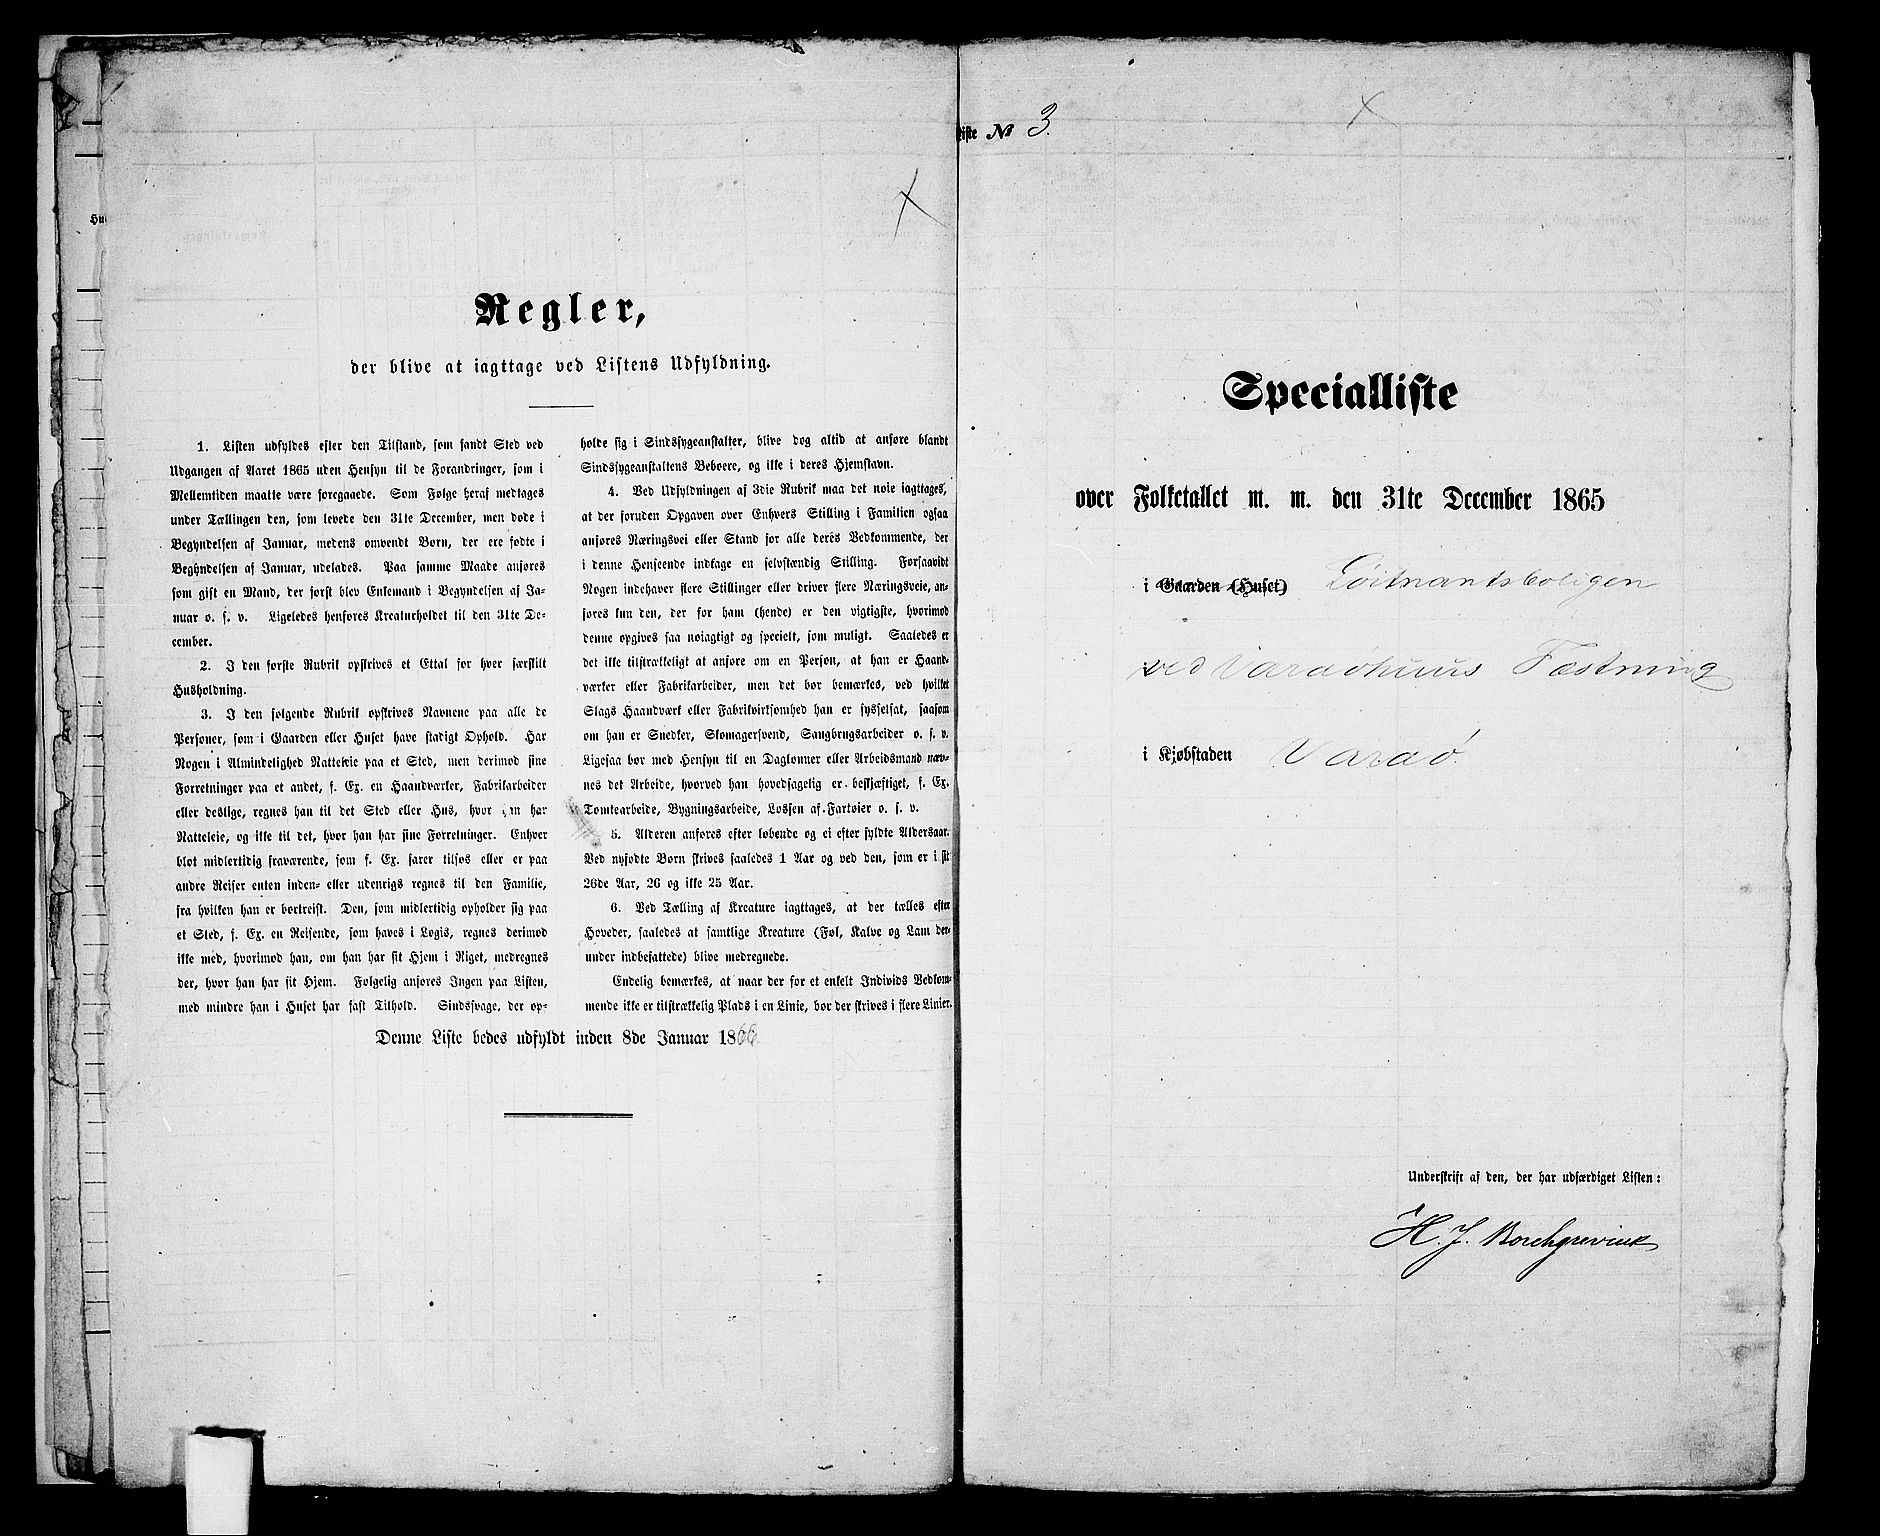 Regler,
der blive at iagttage ved Listens Udfyldning.
1. Listen udfyldes efter den Tilstand, som fandt Sted ved
Udgangen af Aaret 1865 uden Hensyn til de Forandringer, som i
Mellemtiden maatte være foregaaede. Som Følge heraf medtages
under Tællingen den, som levede den 31te December, men døde i
Begyndelsen af Januar, medens omvendt Børn, der ere fødte i
Begyndelsen af Januar, udelades. Paa samme Maade anføres
som gift en Mand, der først blev Enkemand i Begyndelsen af Ja-
nuar o. s. v. Ligeledes henføres Kreaturholdet til den 31te De-
cember.
2. I den første Rubrik opskrives et Ettal for hver særskilt
Husholdning.
3. I den følgende Rubrik opskrives Navnene paa alle de
Personer, som i Gaarden eller Huset have stadigt Ophold. Har
Nogen i Almindelighed Natteleie paa et Sted, men derimod sine
Forretninger paa et andet, f. Ex. en Haandværker, Fabrikarbeider
eller deslige, regnes han til det Sted eller Hus, hvor han har
Natteleie, og ikke til det, hvor han har sine Forretninger. Enhver
blot midlertidig fraværende, som f. Ex. farer tilsøs eller er paa
andre Reiser enten inden- eller udenrigs regnes til den Familie,
fra hvilken han er bortreist. Den, som midlertidig opholder sig paa
et Sted, f. Ex. en Reisende, som haves i Logis, regnes derimod
ikke med, hvorimod han, om han har sit Hjem i Riget, medregnes
der, hvor han har sit Hjem. Følgelig anføres Ingen paa Listen,
med mindre han i Huset har fast Tilhold. Sindssvage, der op-
holde sig i Sindssygeanstalter, blive dog altid at anføre blandt
Sindssygeanstaltens Beboere, og ikke i deres Hjemstavn.
4. Ved Udfyldningen af 3die Rubrik maa det nøie iagttages,
at der foruden Opgaven over Enhvers Stilling i Familien ogsaa
anføres Næringsvei eller Stand for alle deres Vedkommende, der
i denne Henseende indtage en selvstændig Stilling. Forsaavidt
Nogen indehaver flere Stillinger eller driver flere Næringsveie, an-
føres kun den, der for ham (hende) er den vigtigste, hvorimod
denne opgives saa nøiagtigt og specielt, som muligt. Saaledes er
det ikke tilstrækkeligt at anføre om en Person, at han er Haand-
værker eller Fabrikarbeider, men det bør bemærkes, ved hvilket
Slags Haandværk eller Fabrikvirksomhed han er sysselsat, saasom
om han er Snedker, Skomagersvend, Saugbrugsarbeider o. s. v.
Ligesaa bør med Hensyn til en Daglønner eller Arbeidsmand næv-
nes det Arbeide, hvorved han hovedsagelig er beskjæftiget, f. Ex.
Tomtearbeide, Bygningsarbeide, Lossen af Fartøier o. s. v.
5. Alderen anføres efter løbende og ei efter fyldte Aldersaar.
Ved nyfødte Børn skrives saaledes 1 Aar og ved den, som er i sit
26de Aar, 26 og ikke 25 Aar.
6. Ved Tælling af Kreature iagttages, at der tælles efter
Hoveder, saaledes at samtlige Kreature (Føl, Kalve og Lam der-
under indbefattede) blive medregnede.
Endelig bemærkes, at naar der for et enkelt Individs Vedkom-
mende ikke er tilstrækkelig Plads i en Linie, bør der skrives i flere Linier.
Denne Liste bedes udfyldt inden 8de Januar 1866
Liste № 3.
Specialliste
over Folketallet m. m. den 31te December 1865
i Gaarden (Huset) Löitnantsboligen
ved Varaöhuus Fæstning
i Kjøbstaden Varaö
Underskrift af den, der har udfærdiget Listen:
H. J. Borchgrevink